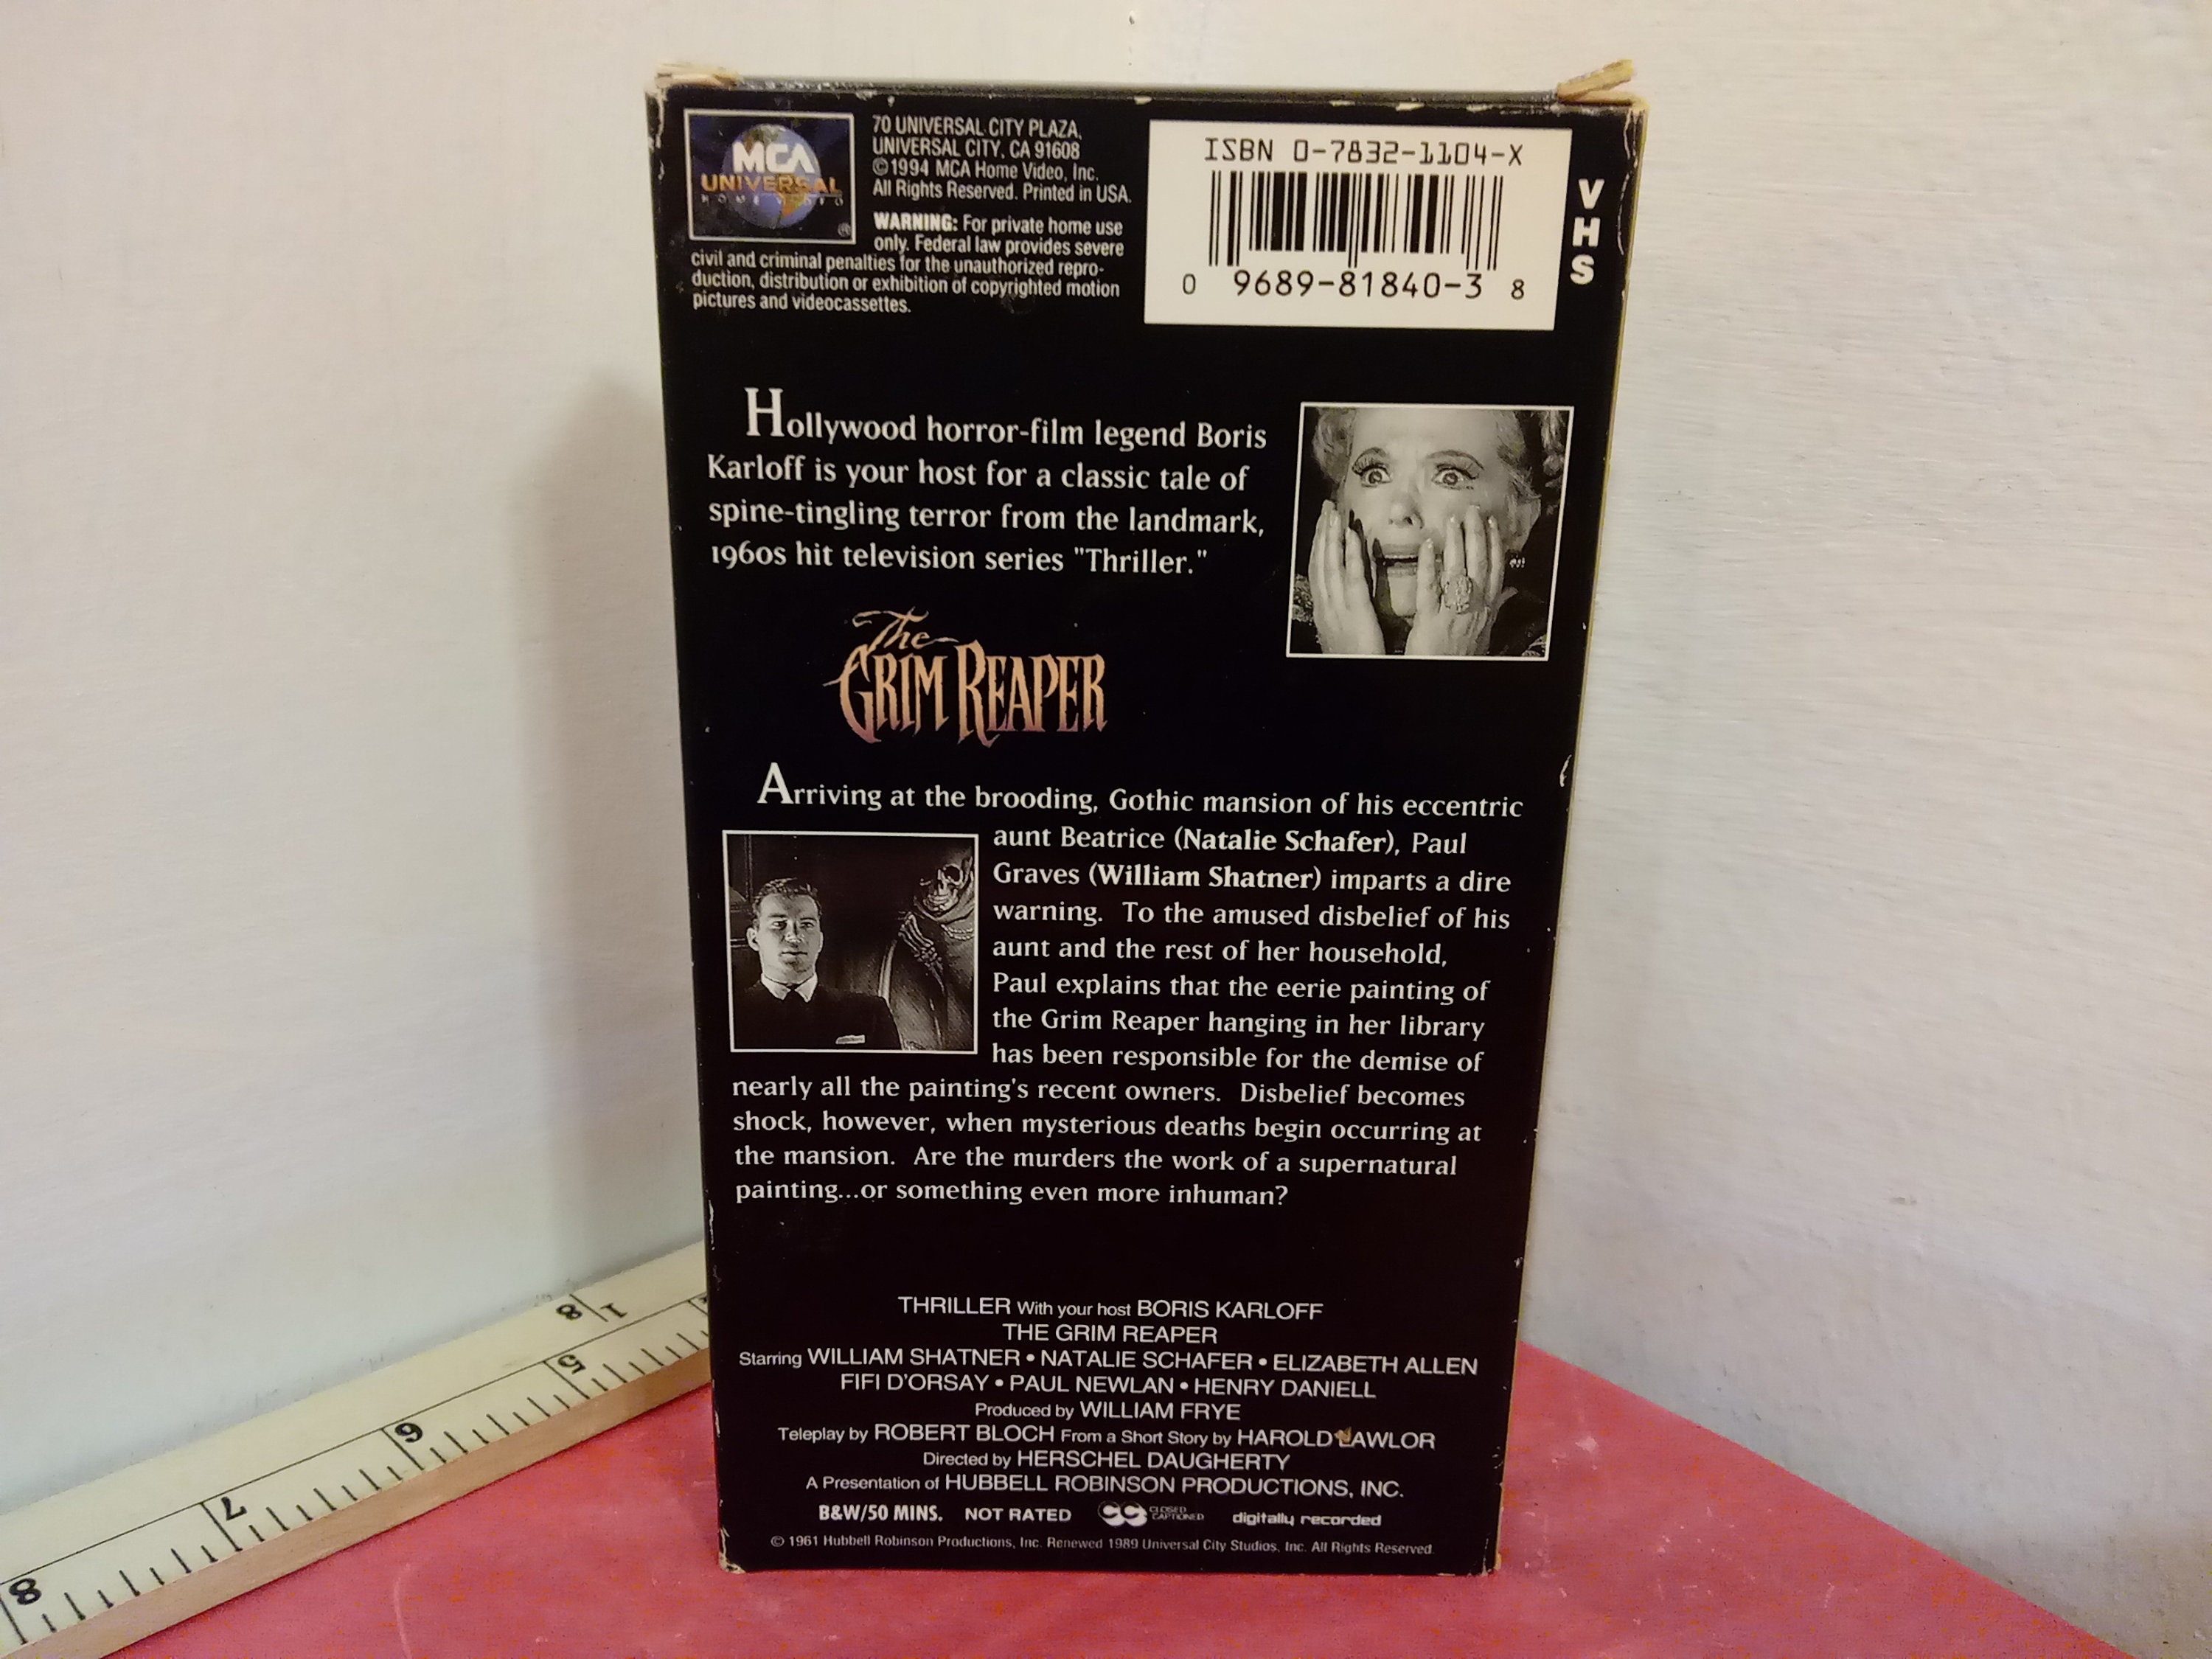 MCA
UNIVERSAL
HOME VIDEO
®
70 UNIVERSAL CITY PLAZA,
UNIVERSAL CITY, CA 91608
©1994 MCA Home Video, Inc.
All Rights Reserved. Printed in USA.
WARNING: For private home use
only. Federal law provides severe
civil and criminal penalties for the unauthorized repro-
duction, distribution or exhibition of copyrighted motion
pictures and videocassettes.
ISBN 0-7832-1104-X
0 9689-81840-3 8
VHS
Hollywood horror-film legend Boris
Karloff is your host for a classic tale of
spine-tingling terror from the landmark,
1960s hit television series "Thriller."
The
GRIM REAPER
Arriving at the brooding, Gothic mansion of his eccentric
aunt Beatrice (Natalie Schafer), Paul
Graves (William Shatner) imparts a dire
warning. To the amused disbelief of his
aunt and the rest of her household,
Paul explains that the eerie painting of
the Grim Reaper hanging in her library
has been responsible for the demise of
nearly all the painting's recent owners. Disbelief becomes
shock, however, when mysterious deaths begin occurring at
the mansion. Are the murders the work of a supernatural
painting...or something even more inhuman?
THRILLER With your host BORIS KARLOFF
THE GRIM REAPER
Starring WILLIAM SHATNER • NATALIE SCHAFER • ELIZABETH ALLEN
FIFI D'ORSAY • PAUL NEWLAN • HENRY DANIELL
Produced by WILLIAM FRYE
Teleplay by ROBERT BLOCH From a Short Story by HAROLD LAWLOR
Directed by HERSCHEL DAUGHERTY
A Presentation of HUBBELL ROBINSON PRODUCTIONS, INC.
B&W/50 MINS. NOT RATED CC CLOSED CAPTIONED digitally recorded
© 1961 Hubbell Robinson Productions, Inc. Renewed 1989 Universal City Studios, Inc. All Rights Reserved.
8 7 6 5
1
8